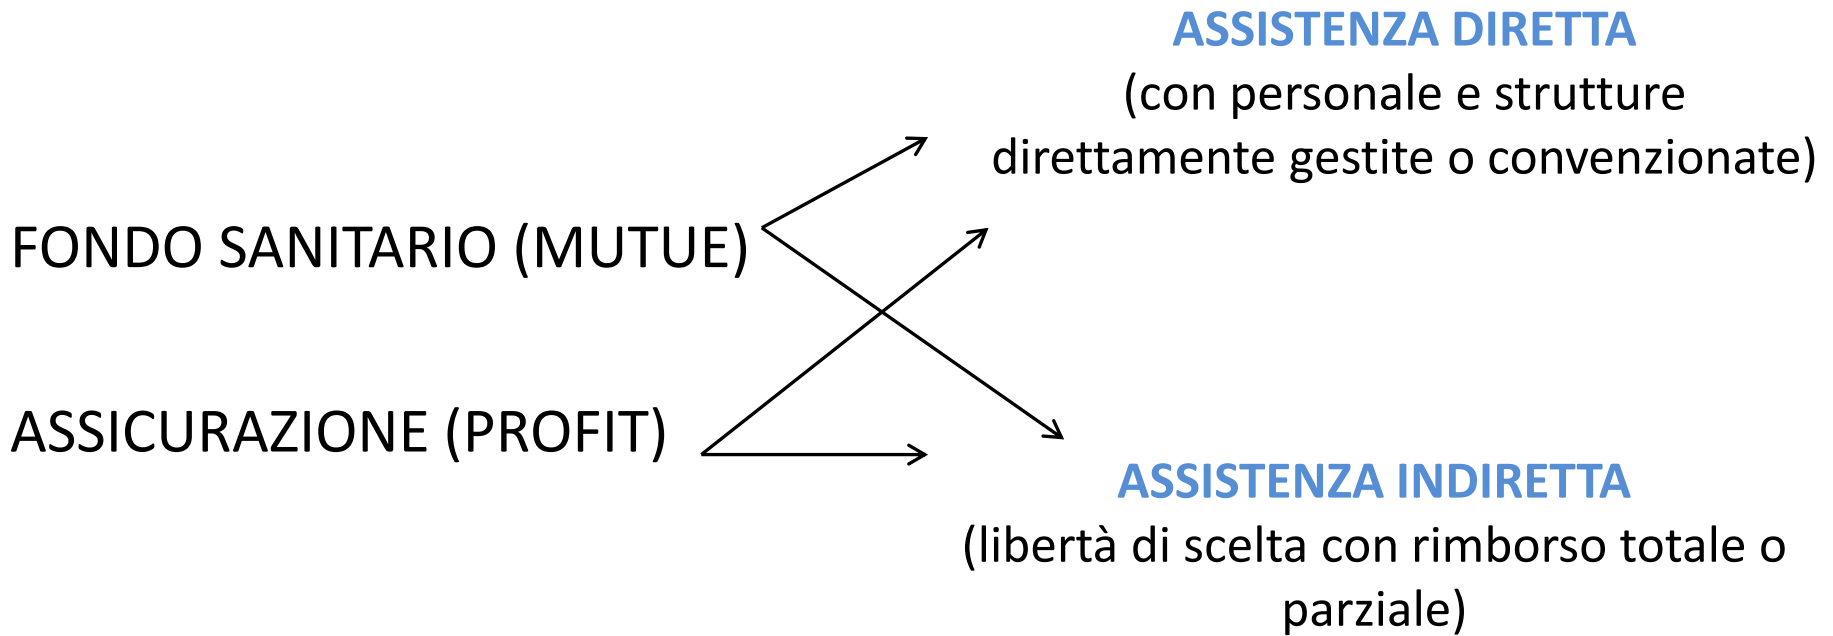 ASSISTENZA DIRETTA
(con personale e strutture
direttamente gestite o convenzionate)
FONDO SANITARIO (MUTUE)
ASSICURAZIONE (PROFIT)
ASSISTENZA INDIRETTA
(libertà di scelta con rimborso totale o
parziale)